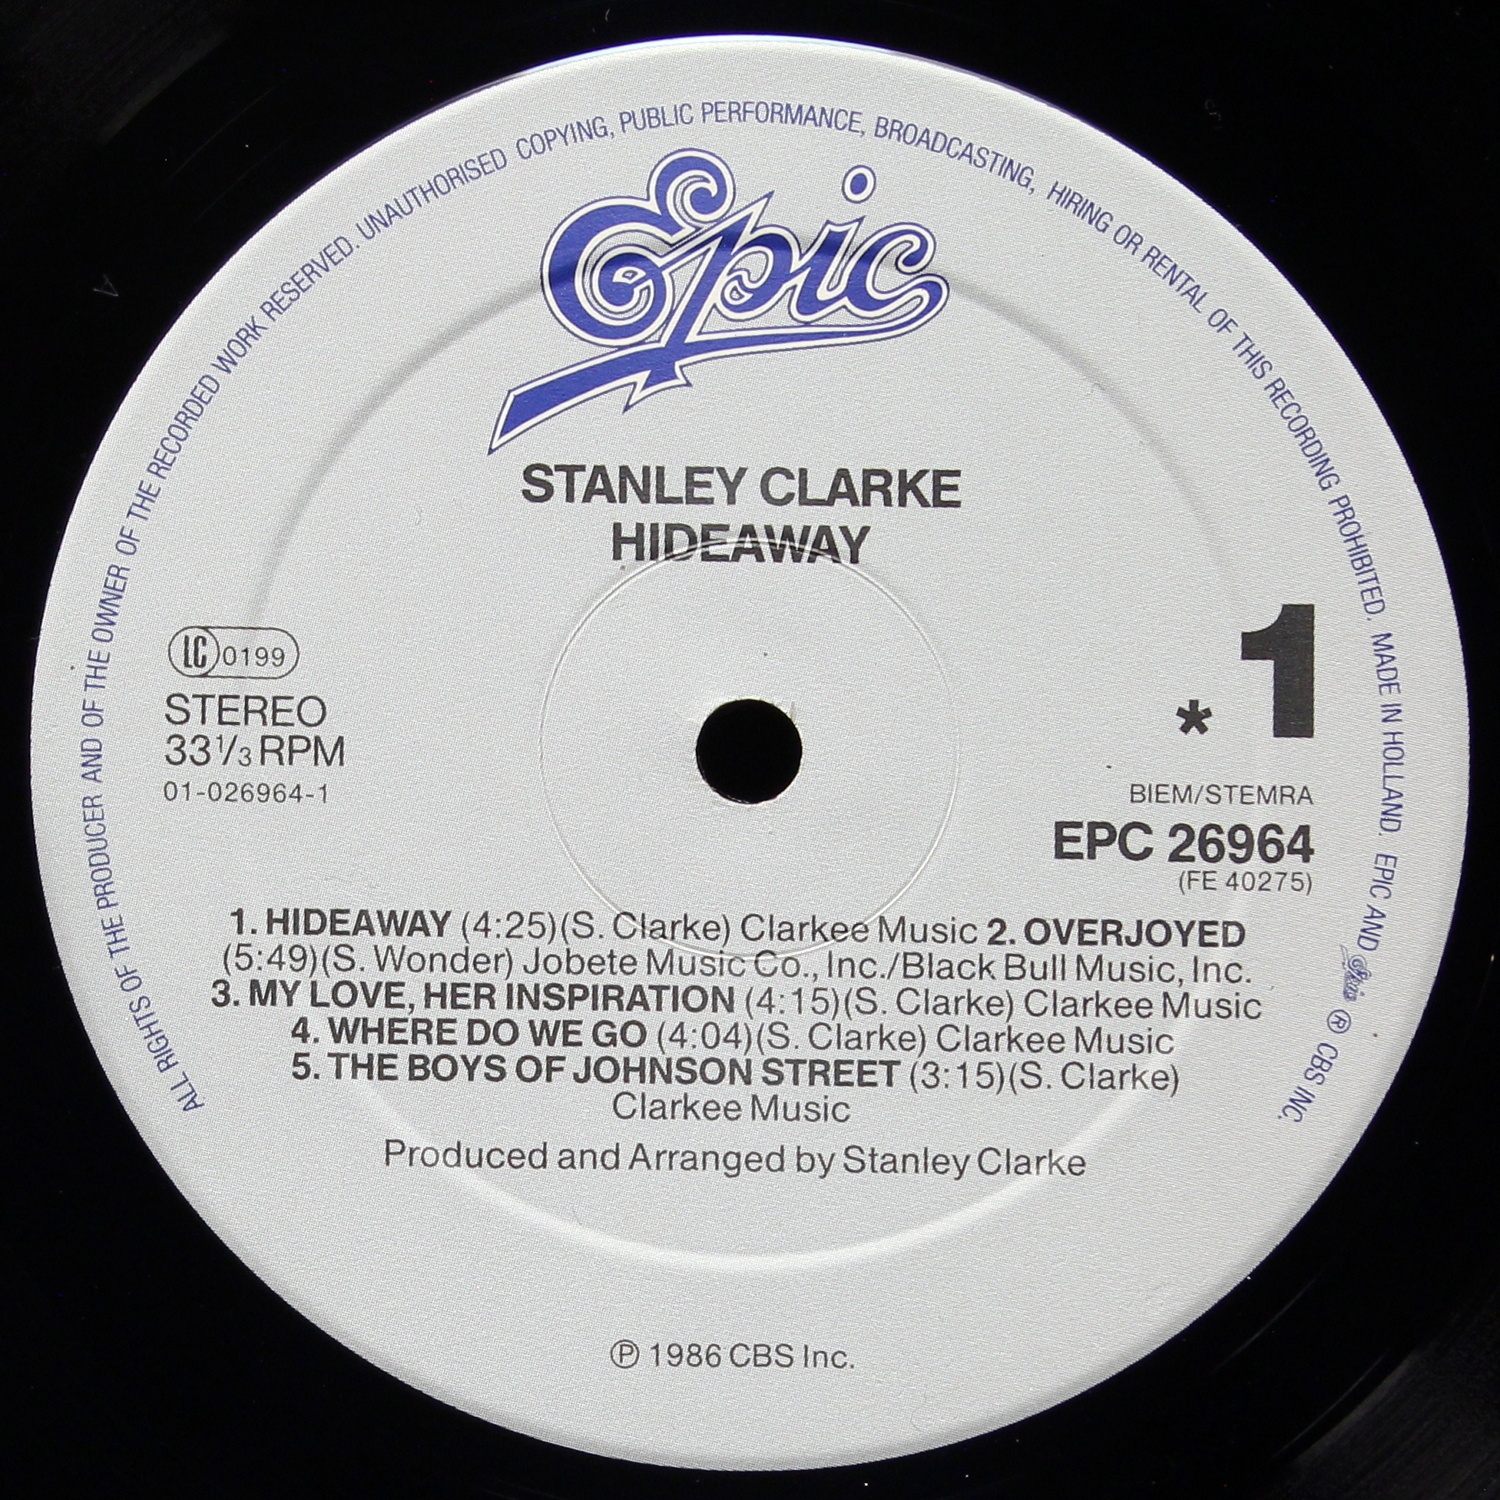 ALL RIGHTS OF THE PRODUCER AND OF THE OWNER OF THE RECORDED WORK RESERVED. UNAUTHORISED COPYING, PUBLIC PERFORMANCE, BROADCASTING, HIRING OR RENTAL OF THIS RECORDING PROHIBITED. MADE IN HOLLAND. EPIC AND Epic ® CBS INC.
Epic
STANLEY CLARKE
HIDEAWAY
LC 0199
STEREO
33⅓ RPM
01-026964-1
* 1
BIEM/STEMRA
EPC 26964
(FE 40275)
1. HIDEAWAY (4:25)(S. Clarke) Clarkee Music 2. OVERJOYED
(5:49)(S. Wonder) Jobete Music Co., Inc./Black Bull Music, Inc.
3. MY LOVE, HER INSPIRATION (4:15)(S. Clarke) Clarkee Music
4. WHERE DO WE GO (4:04)(S. Clarke) Clarkee Music
5. THE BOYS OF JOHNSON STREET (3:15)(S. Clarke)
Clarkee Music
Produced and Arranged by Stanley Clarke
℗ 1986 CBS Inc.